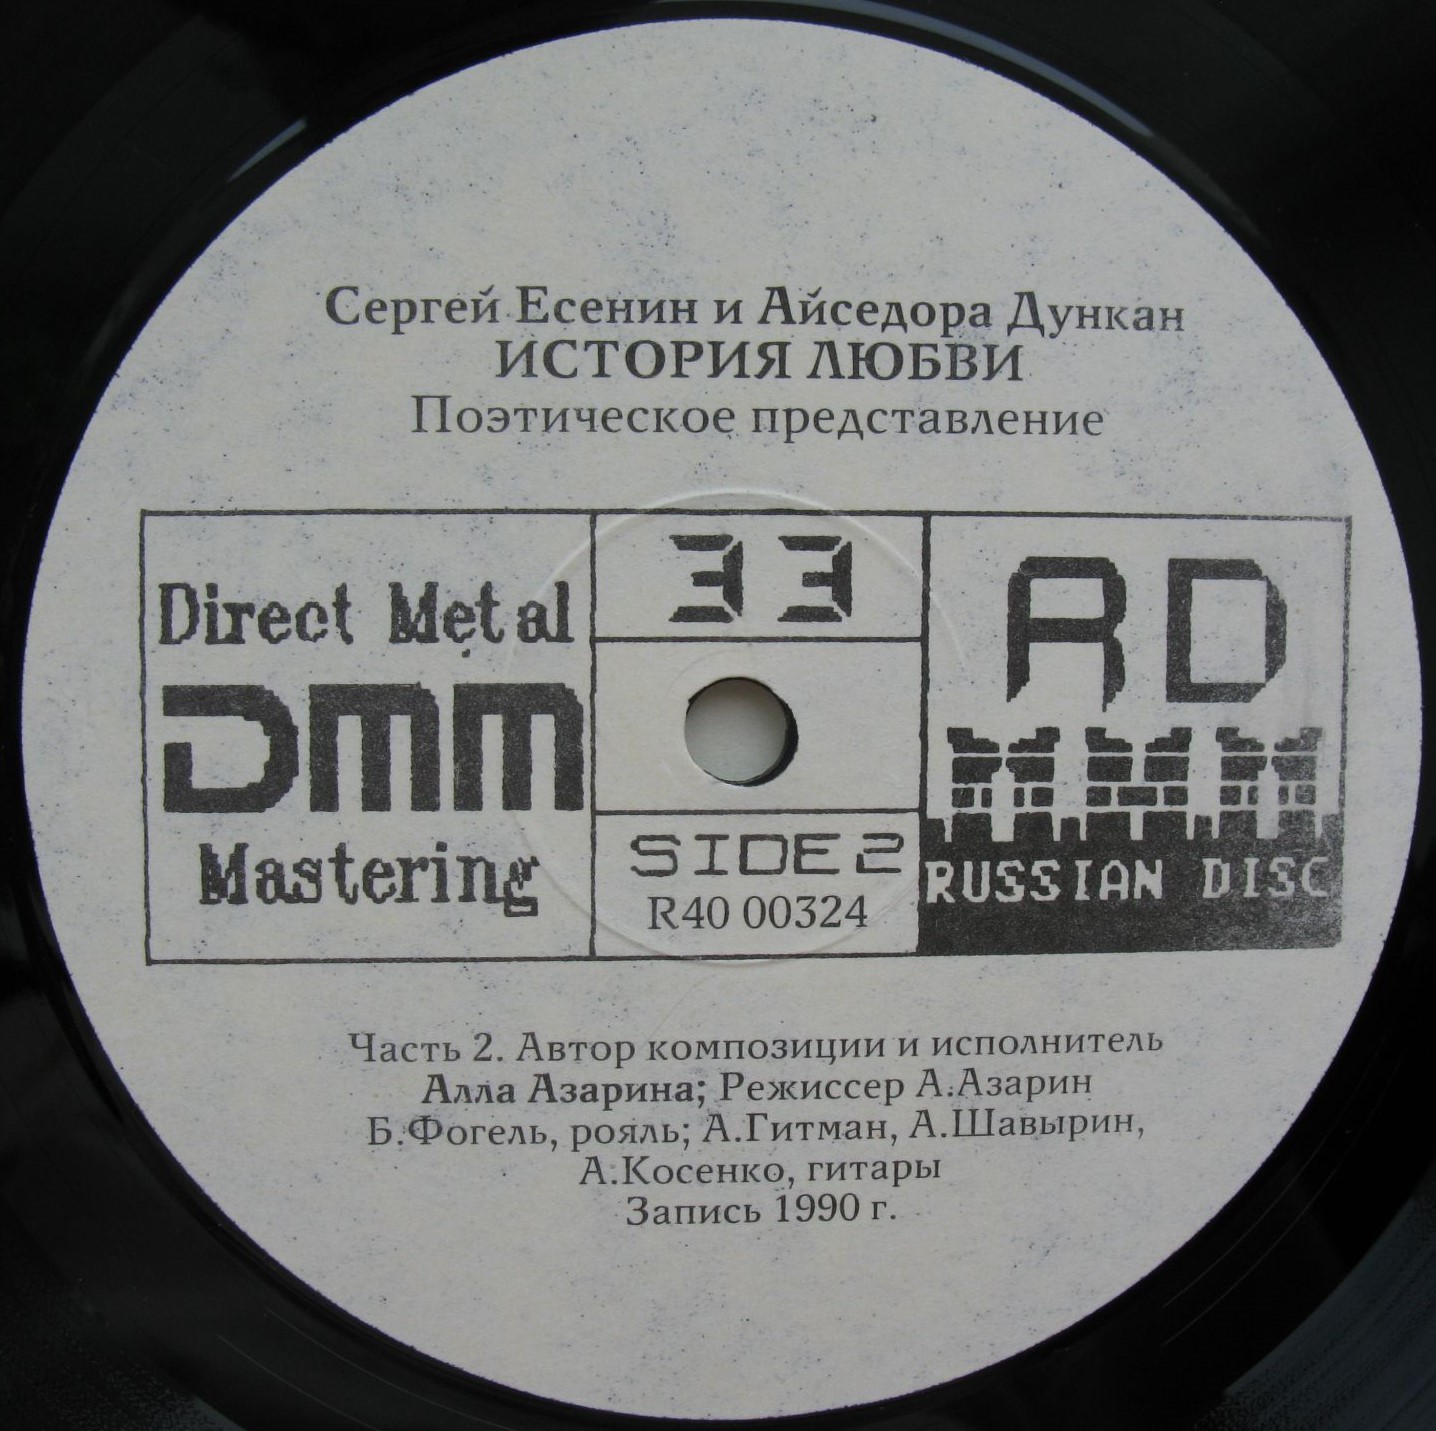 Сергей Есенин и Айседора Дункан
ИСТОРИЯ ЛЮБВИ
Поэтическое представление
Direct Metal
DMM
Mastering
33
SIDE 2
R40 00324
RD
RUSSIAN DISC
Часть 2. Автор композиции и исполнитель
Алла Азарина; Режиссер А.Азарин
Б.Фогель, рояль; А.Гитман, А.Шавырин,
А.Косенко, гитары
Запись 1990 г.